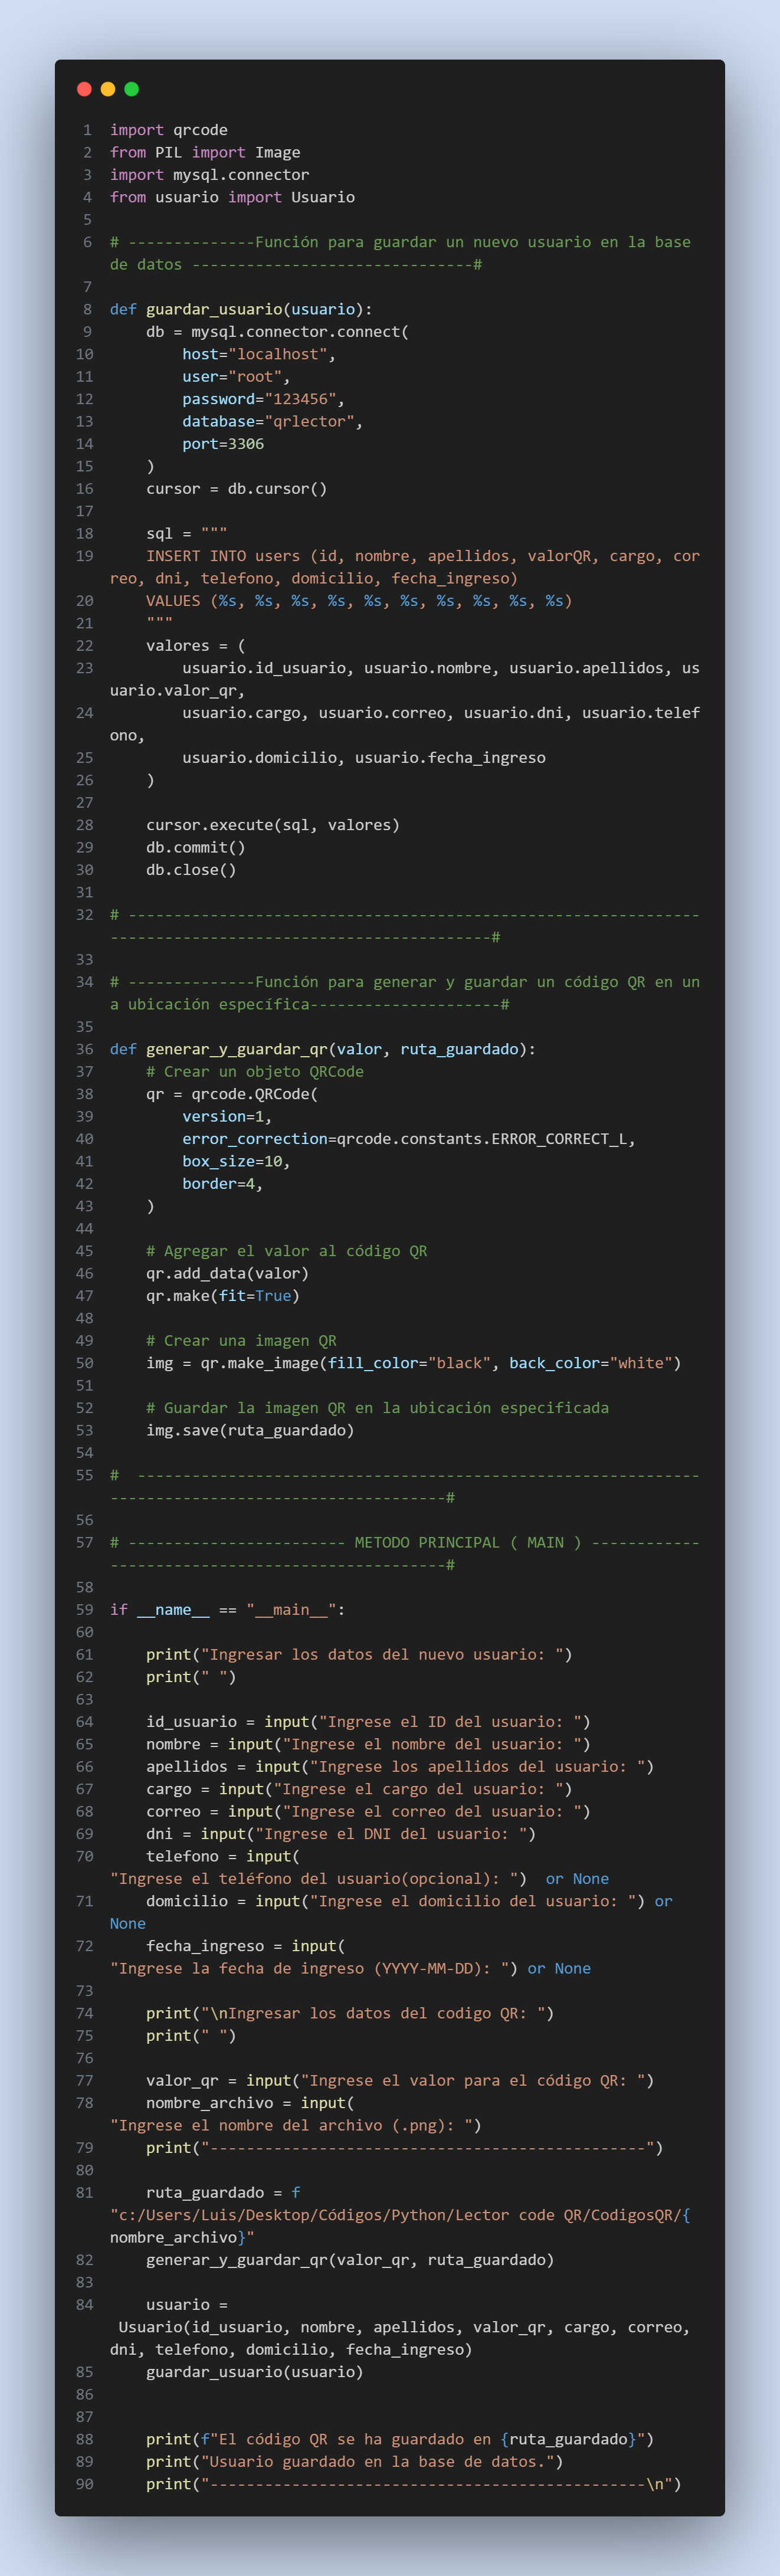 1 import qrcode
2 from PIL import Image
3 import mysql.connector
4 from usuario import Usuario
5
6 # --------------Función para guardar un nuevo usuario en la base
de datos -------------------------------#
7
8 def guardar_usuario(usuario):
9     db = mysql.connector.connect(
10         host="localhost",
11         user="root",
12         password="123456",
13         database="qrlector",
14         port=3306
15     )
16     cursor = db.cursor()
17
18     sql = """
19     INSERT INTO users (id, nombre, apellidos, valorQR, cargo, cor
reo, dni, telefono, domicilio, fecha_ingreso)
20     VALUES (%s, %s, %s, %s, %s, %s, %s, %s, %s, %s)
21     """
22     valores = (
23         usuario.id_usuario, usuario.nombre, usuario.apellidos, us
uario.valor_qr,
24         usuario.cargo, usuario.correo, usuario.dni, usuario.telef
ono,
25         usuario.domicilio, usuario.fecha_ingreso
26     )
27
28     cursor.execute(sql, valores)
29     db.commit()
30     db.close()
31
32 # ---------------------------------------------------------------
------------------------------------------#
33
34 # --------------Función para generar y guardar un código QR en un
a ubicación específica---------------------#
35
36 def generar_y_guardar_qr(valor, ruta_guardado):
37     # Crear un objeto QRCode
38     qr = qrcode.QRCode(
39         version=1,
40         error_correction=qrcode.constants.ERROR_CORRECT_L,
41         box_size=10,
42         border=4,
43     )
44
45     # Agregar el valor al código QR
46     qr.add_data(valor)
47     qr.make(fit=True)
48
49     # Crear una imagen QR
50     img = qr.make_image(fill_color="black", back_color="white")
51
52     # Guardar la imagen QR en la ubicación especificada
53     img.save(ruta_guardado)
54
55 #  --------------------------------------------------------------
-------------------------------------#
56
57 # ------------------------ METODO PRINCIPAL ( MAIN ) ------------
-------------------------------------#
58
59 if __name__ == "__main__":
60
61     print("Ingresar los datos del nuevo usuario: ")
62     print(" ")
63
64     id_usuario = input("Ingrese el ID del usuario: ")
65     nombre = input("Ingrese el nombre del usuario: ")
66     apellidos = input("Ingrese los apellidos del usuario: ")
67     cargo = input("Ingrese el cargo del usuario: ")
68     correo = input("Ingrese el correo del usuario: ")
69     dni = input("Ingrese el DNI del usuario: ")
70     telefono = input(
"Ingrese el teléfono del usuario(opcional): ")  or None
71     domicilio = input("Ingrese el domicilio del usuario: ") or
None
72     fecha_ingreso = input(
"Ingrese la fecha de ingreso (YYYY-MM-DD): ") or None
73
74     print("\nIngresar los datos del codigo QR: ")
75     print(" ")
76
77     valor_qr = input("Ingrese el valor para el código QR: ")
78     nombre_archivo = input(
"Ingrese el nombre del archivo (.png): ")
79     print("------------------------------------------------")
80
81     ruta_guardado = f
"c:/Users/Luis/Desktop/Códigos/Python/Lector code QR/CodigosQR/{
nombre_archivo}"
82     generar_y_guardar_qr(valor_qr, ruta_guardado)
83
84     usuario =
 Usuario(id_usuario, nombre, apellidos, valor_qr, cargo, correo,
dni, telefono, domicilio, fecha_ingreso)
85     guardar_usuario(usuario)
86
87
88     print(f"El código QR se ha guardado en {ruta_guardado}")
89     print("Usuario guardado en la base de datos.")
90     print("------------------------------------------------\n")